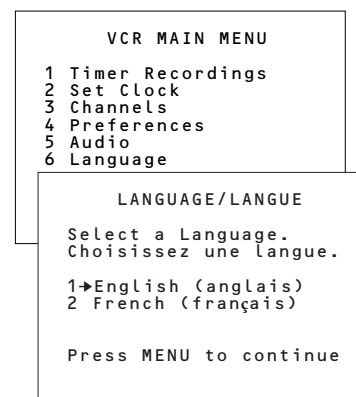 VCR MAIN MENU
1 Timer Recordings
2 Set Clock
3 Channels
4 Preferences
5 Audio
6 Language
LANGUAGE/LANGUE
Select a Language.
Choisissez une langue.
1➔English (anglais)
2 French (français)
Press MENU to continue